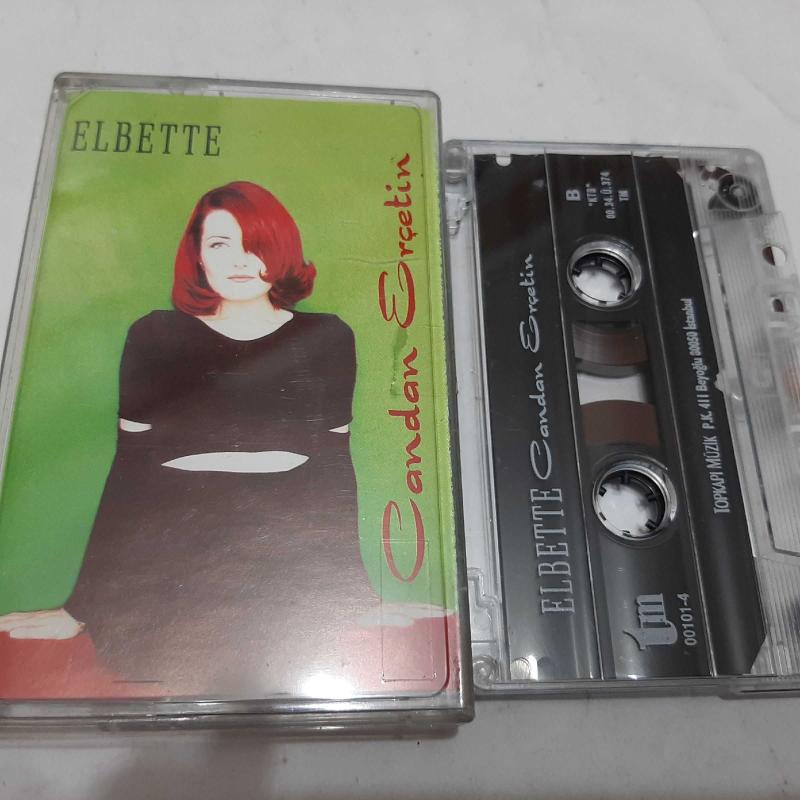 ELBETTE
Candan Erçetin
B
"KTB"
00.34.Ü.374
TM
ELBETTE Candan Erçetin
tm
00101-4
TOPKAPI MÜZİK P.K. 411 Beyoğlu 80050 İstanbul